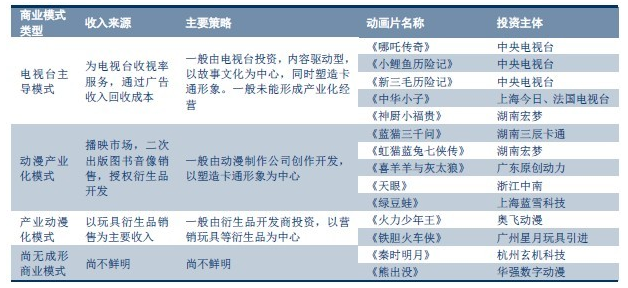 商业模式类型 收入来源 主要策略 动画片名称 投资主体
电视台主导模式 为电视台收视率服务，通过广告收入回收成本 一般由电视台投资，内容驱动型，以故事文化为中心，同时塑造卡通形象。一般未能形成产业化经营
《哪吒传奇》 中央电视台
《小鲤鱼历险记》 中央电视台
《新三毛历险记》 中央电视台
《中华小子》 上海今日、法国电视台
《神厨小福贵》 湖南宏梦
动漫产业化模式 播映市场，二次出版图书音像销售，授权衍生品开发 一般由动漫制作公司创作开发，以塑造卡通形象为中心
《蓝猫三千问》 湖南三辰卡通
《虹猫蓝兔七侠传》 湖南宏梦
《喜羊羊与灰太狼》 广东原创动力
《天眼》 浙江中南
《绿豆蛙》 上海蓝雪科技
产业动漫化模式 以玩具衍生品销售为主要收入 一般由衍生品开发商投资，以营销玩具等衍生品为中心
《火力少年王》 奥飞动漫
《铁胆火车侠》 广州星月玩具引进
尚无成形商业模式 尚不鲜明 尚不鲜明
《秦时明月》 杭州玄机科技
《熊出没》 华强数字动漫